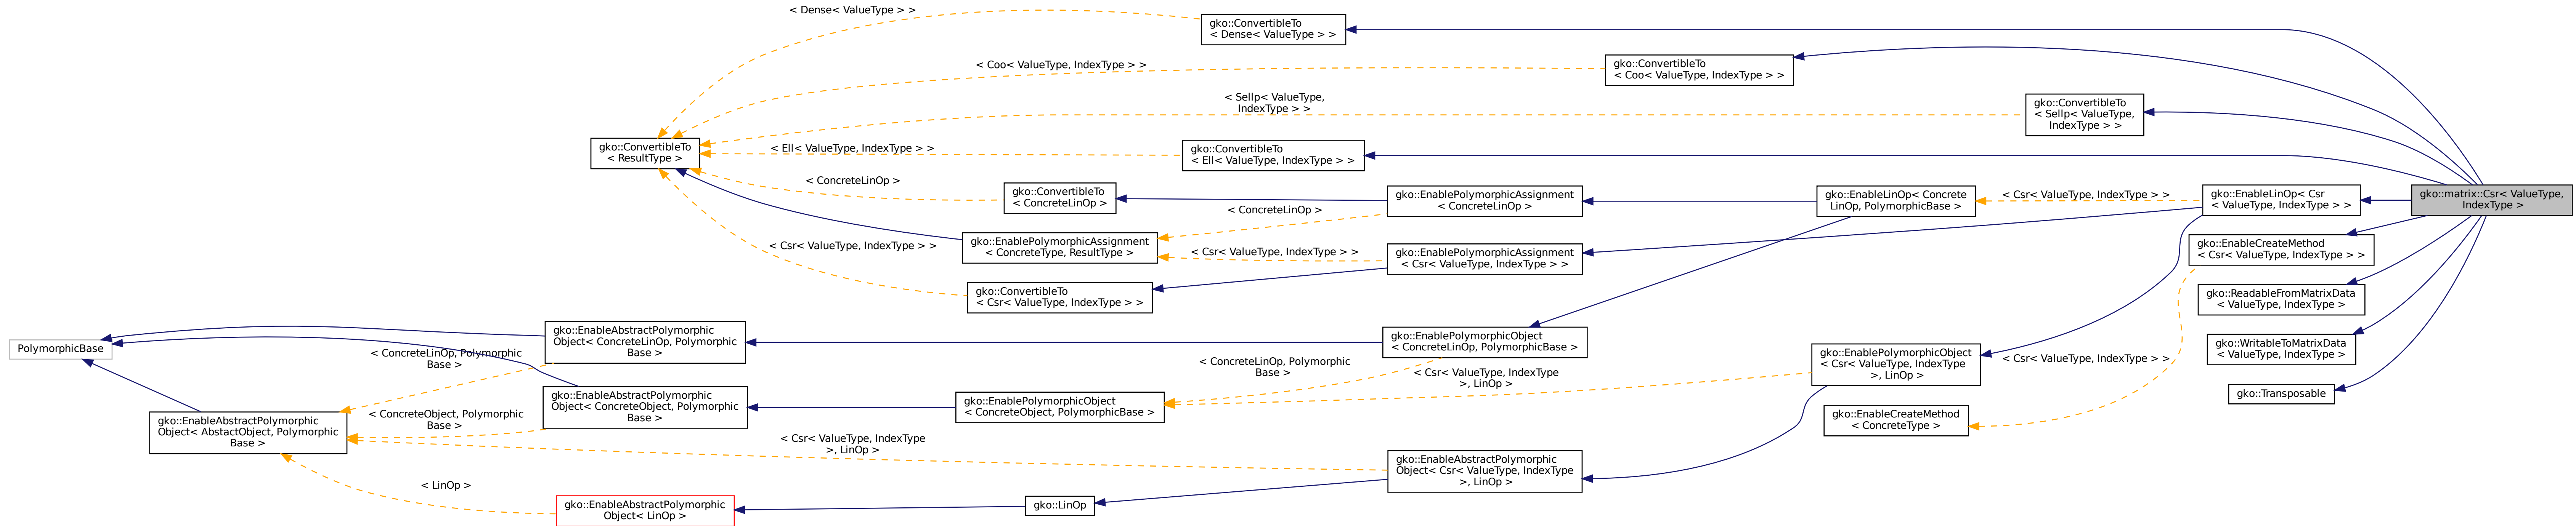 < Dense< ValueType > >
gko::ConvertibleTo
< Dense< ValueType > >
< Coo< ValueType, IndexType > >
gko::ConvertibleTo
< Coo< ValueType, IndexType > >
< Sellp< ValueType,
IndexType > >
gko::ConvertibleTo
< Sellp< ValueType,
IndexType > >
gko::ConvertibleTo
< ResultType >
< Ell< ValueType, IndexType > >
gko::ConvertibleTo
< Ell< ValueType, IndexType > >
< ConcreteLinOp >
gko::ConvertibleTo
< ConcreteLinOp >
gko::EnablePolymorphicAssignment
< ConcreteLinOp >
gko::EnableLinOp< Concrete
LinOp, PolymorphicBase >
< Csr< ValueType, IndexType > >
gko::EnableLinOp< Csr
< ValueType, IndexType > >
gko::matrix::Csr< ValueType,
IndexType >
< ConcreteLinOp >
< Csr< ValueType, IndexType > >
gko::EnablePolymorphicAssignment
< ConcreteType, ResultType >
< Csr< ValueType, IndexType > >
gko::EnablePolymorphicAssignment
< Csr< ValueType, IndexType > >
gko::EnableCreateMethod
< Csr< ValueType, IndexType > >
gko::ConvertibleTo
< Csr< ValueType, IndexType > >
gko::ReadableFromMatrixData
< ValueType, IndexType >
PolymorphicBase
gko::EnableAbstractPolymorphic
Object< ConcreteLinOp, Polymorphic
Base >
gko::EnablePolymorphicObject
< ConcreteLinOp, PolymorphicBase >
gko::WritableToMatrixData
< ValueType, IndexType >
< ConcreteLinOp, Polymorphic
Base >
< ConcreteLinOp, Polymorphic
Base >
< Csr< ValueType, IndexType
>, LinOp >
gko::EnablePolymorphicObject
< Csr< ValueType, IndexType
>, LinOp >
< Csr< ValueType, IndexType > >
gko::Transposable
gko::EnableAbstractPolymorphic
Object< ConcreteObject, Polymorphic
Base >
gko::EnablePolymorphicObject
< ConcreteObject, PolymorphicBase >
gko::EnableCreateMethod
< ConcreteType >
gko::EnableAbstractPolymorphic
Object< AbstactObject, Polymorphic
Base >
< ConcreteObject, Polymorphic
Base >
< Csr< ValueType, IndexType
>, LinOp >
gko::EnableAbstractPolymorphic
Object< Csr< ValueType, IndexType
>, LinOp >
< LinOp >
gko::EnableAbstractPolymorphic
Object< LinOp >
gko::LinOp